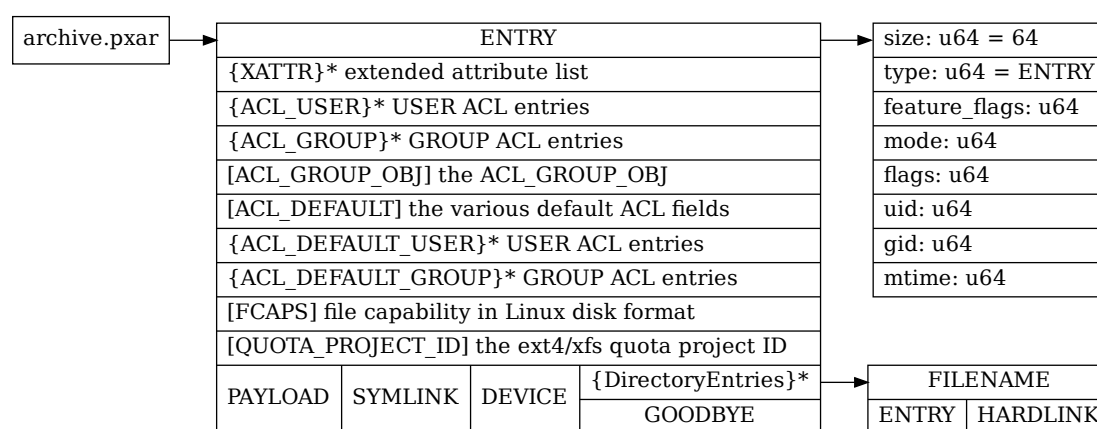 archive.pxar
ENTRY
{XATTR}* extended attribute list
{ACL_USER}* USER ACL entries
{ACL_GROUP}* GROUP ACL entries
[ACL_GROUP_OBJ] the ACL_GROUP_OBJ
[ACL_DEFAULT] the various default ACL fields
{ACL_DEFAULT_USER}* USER ACL entries
{ACL_DEFAULT_GROUP}* GROUP ACL entries
[FCAPS] file capability in Linux disk format
[QUOTA_PROJECT_ID] the ext4/xfs quota project ID
PAYLOAD
SYMLINK
DEVICE
{DirectoryEntries}*
GOODBYE
size: u64 = 64
type: u64 = ENTRY
feature_flags: u64
mode: u64
flags: u64
uid: u64
gid: u64
mtime: u64
FILENAME
ENTRY
HARDLINK